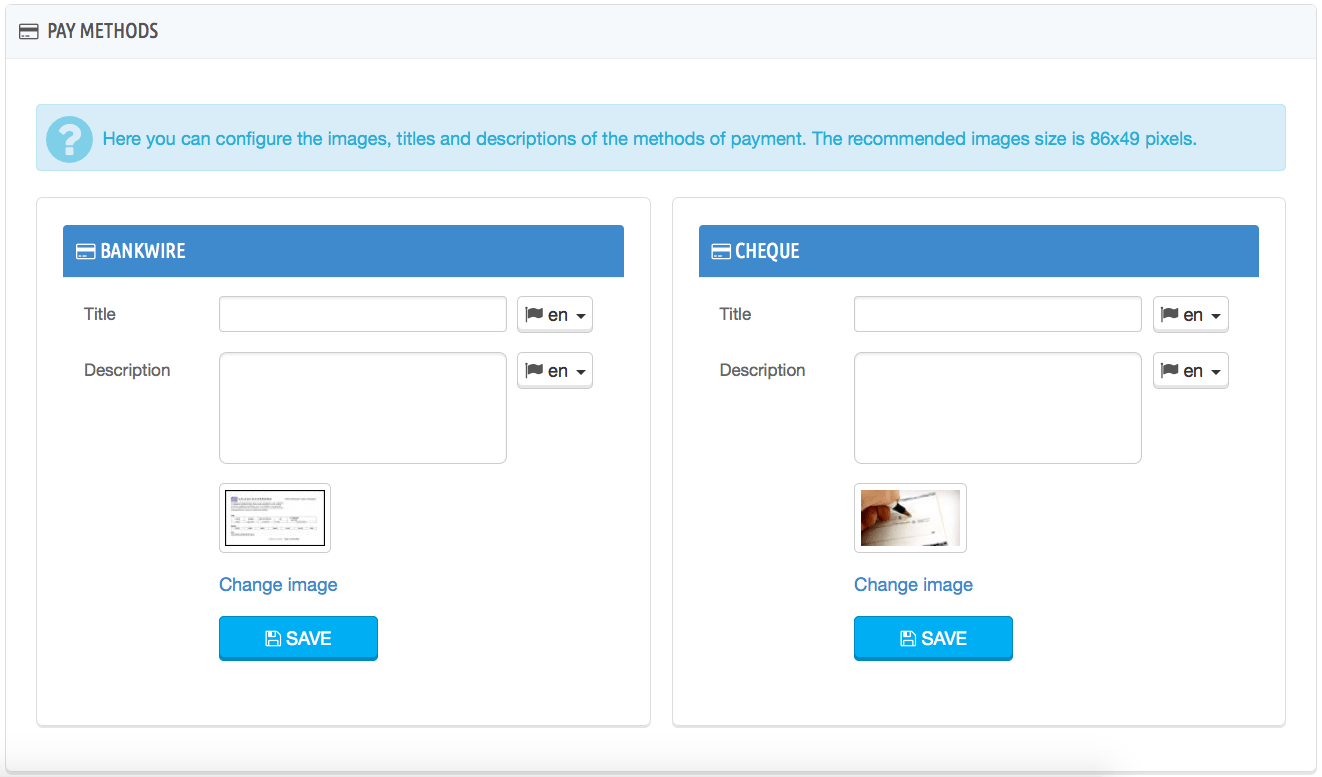 PAY METHODS
Here you can configure the images, titles and descriptions of the methods of payment. The recommended images size is 86x49 pixels.
BANKWIRE
Title
en
Description
en
Change image
SAVE
CHEQUE
Title
en
Description
en
Change image
SAVE